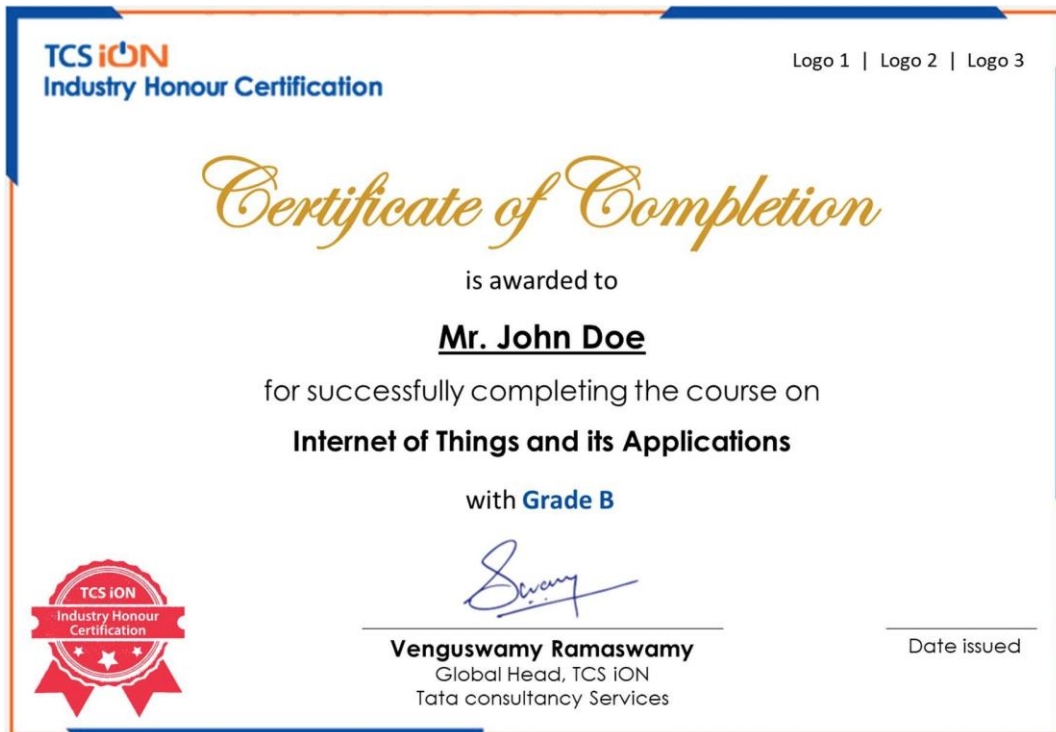 TCS iON
Industry Honour Certification
Logo 1 | Logo 2 | Logo 3
Certificate of Completion
is awarded to
Mr. John Doe
for successfully completing the course on
Internet of Things and its Applications
with Grade B
Swamy
TCS iON
Industry Honour
Certification
Venguswamy Ramaswamy
Global Head, TCS iON
Tata consultancy Services
Date issued